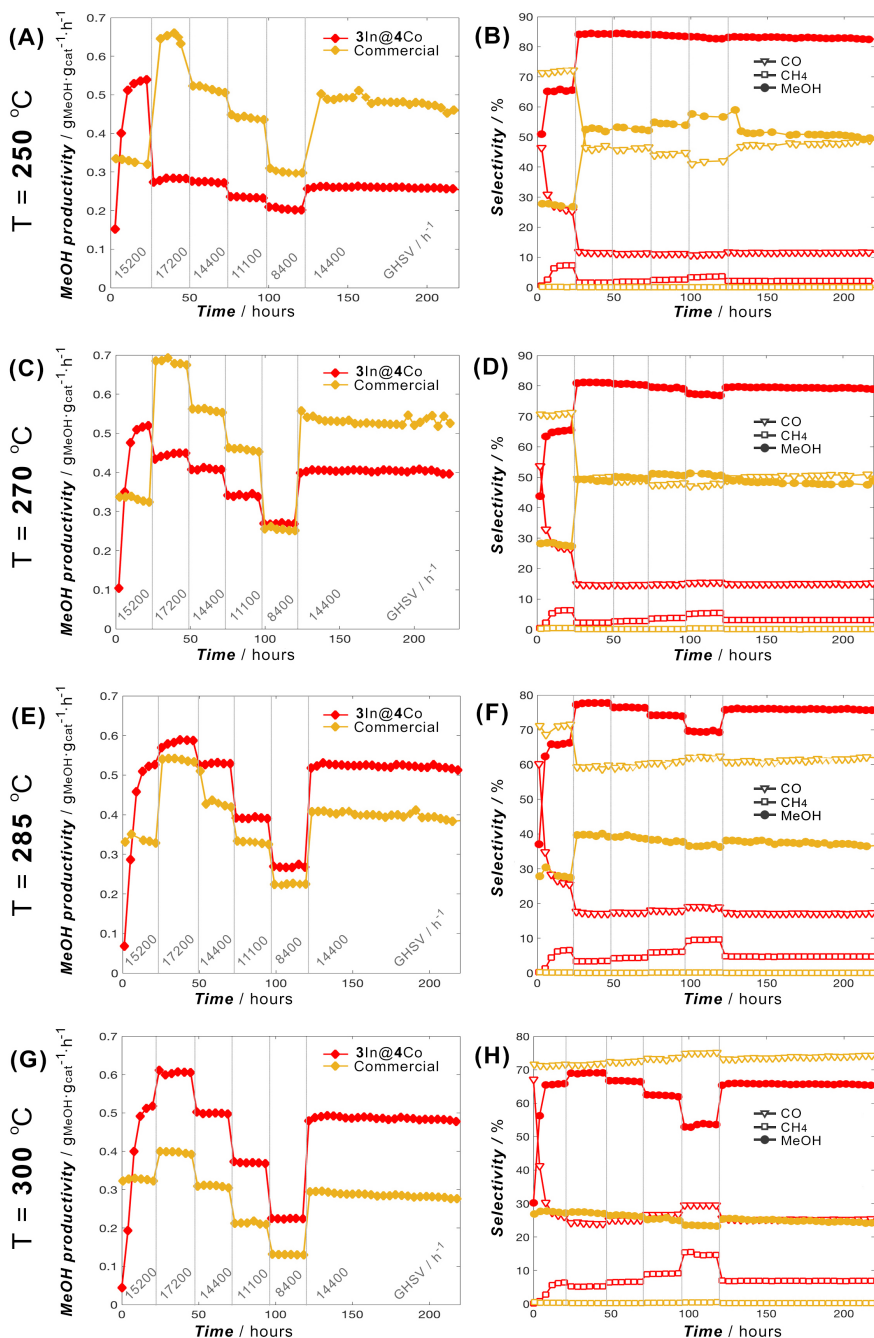 (A)
T = 250 °C
MeOH productivity / gMeOH·gcat⁻¹·h⁻¹
0.7
0.6
0.5
0.4
0.3
0.2
0.1
0
3In@4Co
Commercial
15200
17200
14400
11100
8400
14400
GHSV / h⁻¹
0 50 100 150 200
Time / hours
(B)
Selectivity / %
90
80
70
60
50
40
30
20
10
0
CO
CH4
MeOH
0 50 100 150 200
Time / hours
(C)
T = 270 °C
MeOH productivity / gMeOH·gcat⁻¹·h⁻¹
0.7
0.6
0.5
0.4
0.3
0.2
0.1
0
3In@4Co
Commercial
15200
17200
14400
11100
8400
14400
GHSV / h⁻¹
0 50 100 150 200
Time / hours
(D)
Selectivity / %
90
80
70
60
50
40
30
20
10
0
CO
CH4
MeOH
0 50 100 150 200
Time / hours
(E)
T = 285 °C
MeOH productivity / gMeOH·gcat⁻¹·h⁻¹
0.7
0.6
0.5
0.4
0.3
0.2
0.1
0
3In@4Co
Commercial
15200
17200
14400
11100
8400
14400
GHSV / h⁻¹
0 50 100 150 200
Time / hours
(F)
Selectivity / %
80
70
60
50
40
30
20
10
0
CO
CH4
MeOH
0 50 100 150 200
Time / hours
(G)
T = 300 °C
MeOH productivity / gMeOH·gcat⁻¹·h⁻¹
0.7
0.6
0.5
0.4
0.3
0.2
0.1
0
3In@4Co
Commercial
15200
17200
14400
11100
8400
14400
GHSV / h⁻¹
0 50 100 150 200
Time / hours
(H)
Selectivity / %
80
70
60
50
40
30
20
10
0
CO
CH4
MeOH
0 50 100 150 200
Time / hours